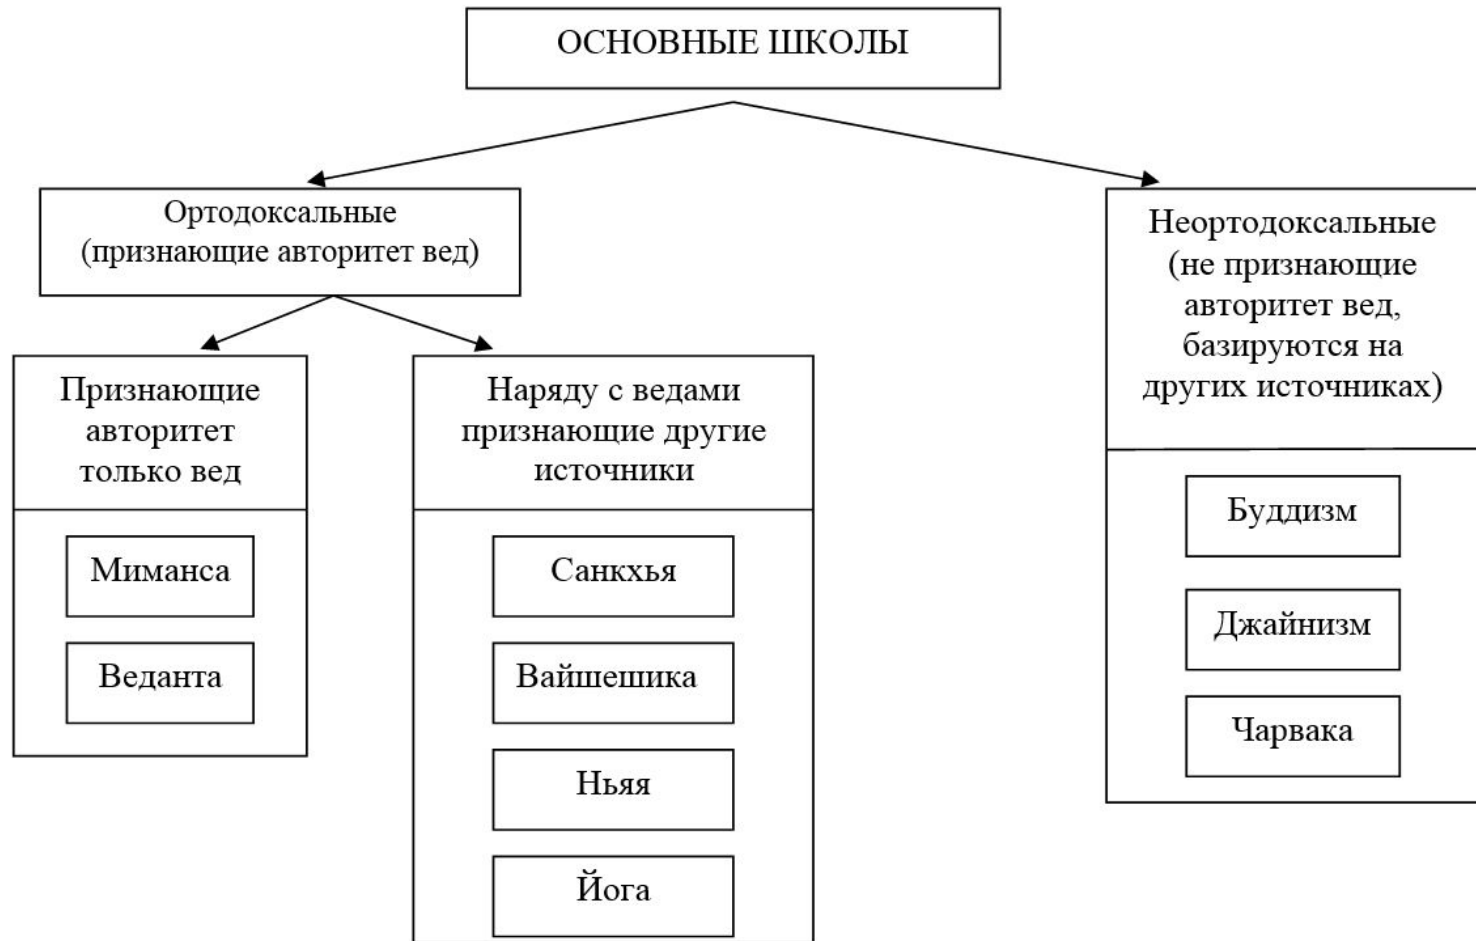 ОСНОВНЫЕ ШКОЛЫ
Ортодоксальные
(признающие авторитет вед)
Признающие
авторитет
только вед
Миманса
Веданта
Наряду с ведами
признающие другие
источники
Санкхья
Вайшешика
Ньяя
Йога
Неортодоксальные
(не признающие
авторитет вед,
базируются на
других источниках)
Буддизм
Джайнизм
Чарвака